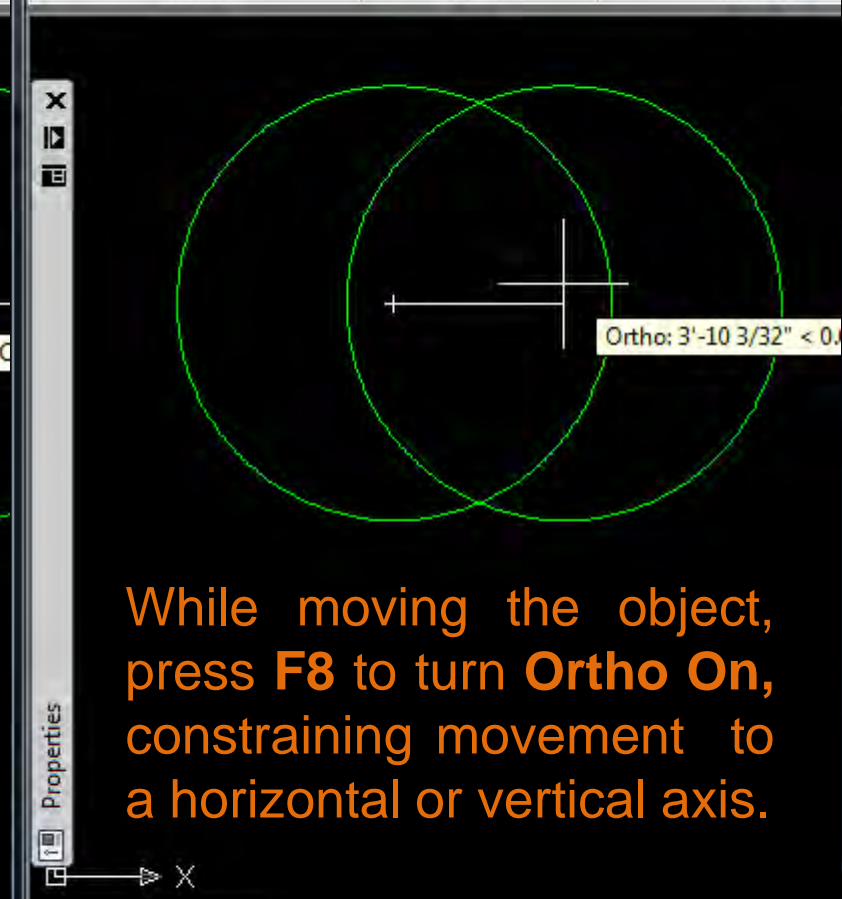 Ortho: 3'-10 3/32" < 0.
While moving the object,
press F8 to turn Ortho On,
constraining movement to
a horizontal or vertical axis.
Properties
X